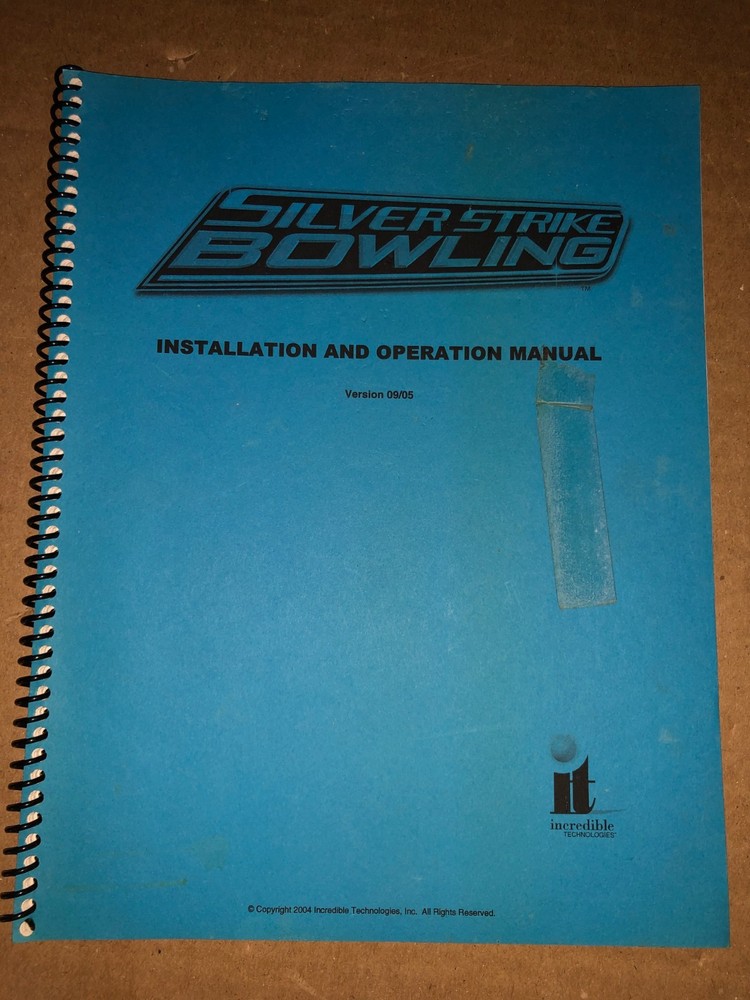 SILVER STRIKE
BOWLING
TM
INSTALLATION AND OPERATION MANUAL
Version 09/05
it
incredible
TECHNOLOGIES™
© Copyright 2004 Incredible Technologies, Inc. All Rights Reserved.